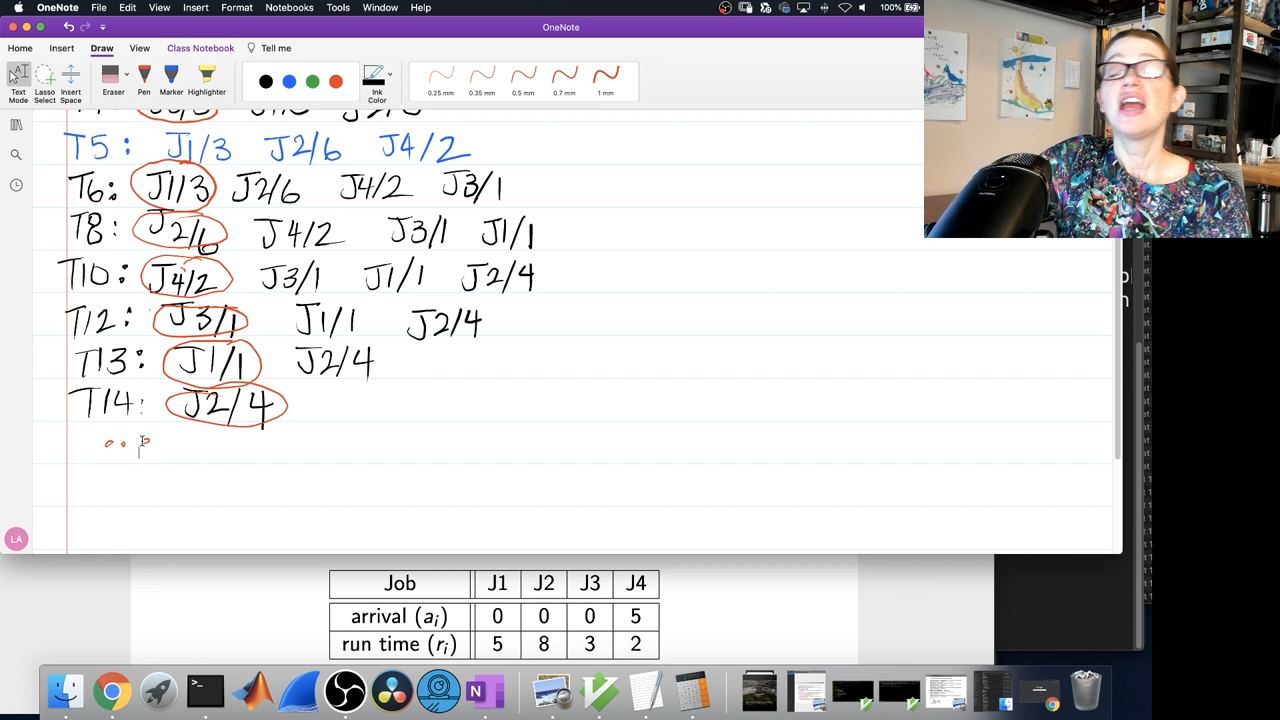 OneNote File Edit View Insert Format Notebooks Tools Window Help 100%
OneNote
Home Insert Draw View Class Notebook Tell me
Text Mode Lasso Select Insert Space Eraser Pen Marker Highlighter Ink Color 0.25 mm 0.35 mm 0.5 mm 0.7 mm 1 mm
T5: J1/3 J2/6 J4/2
T6: J1/3 J2/6 J4/2 J3/1
T8: J2/6 J4/2 J3/1 J1/1
T10: J4/2 J3/1 J1/1 J2/4
T12: J3/1 J1/1 J2/4
T13: J1/1 J2/4
T14: J2/4
...
LA
Job J1 J2 J3 J4
arrival (aᵢ) 0 0 0 5
run time (rᵢ) 5 8 3 2